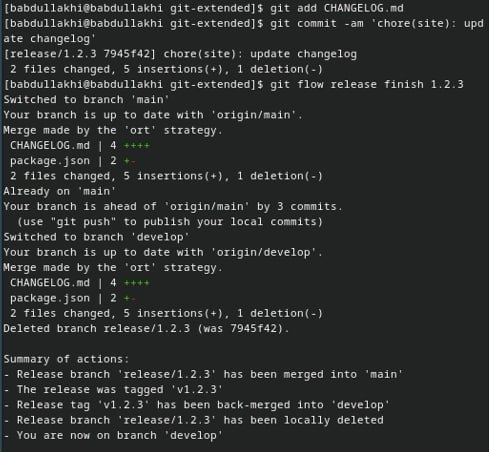 [babdullakhi@babdullakhi git-extended]$ git add CHANGELOG.md
[babdullakhi@babdullakhi git-extended]$ git commit -am 'chore(site): upd
ate changelog'
[release/1.2.3 7945f42] chore(site): update changelog
 2 files changed, 5 insertions(+), 1 deletion(-)
[babdullakhi@babdullakhi git-extended]$ git flow release finish 1.2.3
Switched to branch 'main'
Your branch is up to date with 'origin/main'.
Merge made by the 'ort' strategy.
 CHANGELOG.md | 4 ++++
 package.json | 2 +-
 2 files changed, 5 insertions(+), 1 deletion(-)
Already on 'main'
Your branch is ahead of 'origin/main' by 3 commits.
  (use "git push" to publish your local commits)
Switched to branch 'develop'
Your branch is up to date with 'origin/develop'.
Merge made by the 'ort' strategy.
 CHANGELOG.md | 4 ++++
 package.json | 2 +-
 2 files changed, 5 insertions(+), 1 deletion(-)
Deleted branch release/1.2.3 (was 7945f42).

Summary of actions:
- Release branch 'release/1.2.3' has been merged into 'main'
- The release was tagged 'v1.2.3'
- Release tag 'v1.2.3' has been back-merged into 'develop'
- Release branch 'release/1.2.3' has been locally deleted
- You are now on branch 'develop'